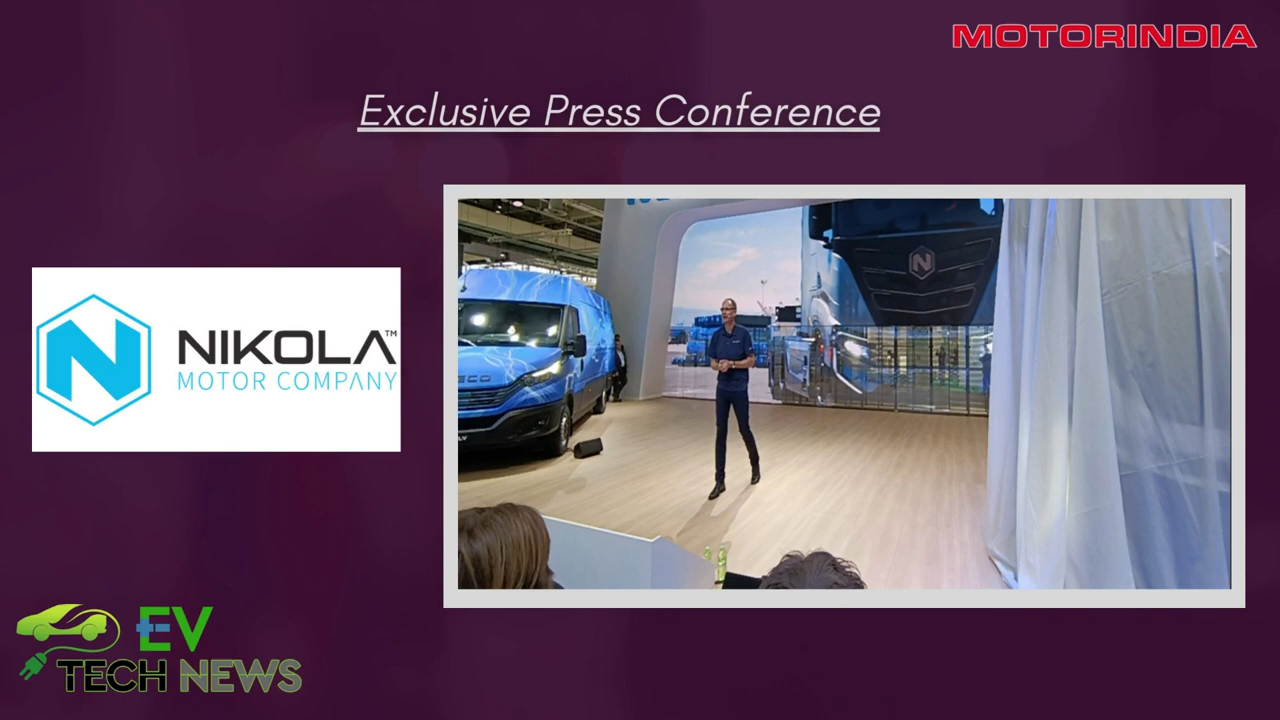 MOTORINDIA
Exclusive Press Conference
NIKOLA™
MOTOR COMPANY
EV
TECH NEWS